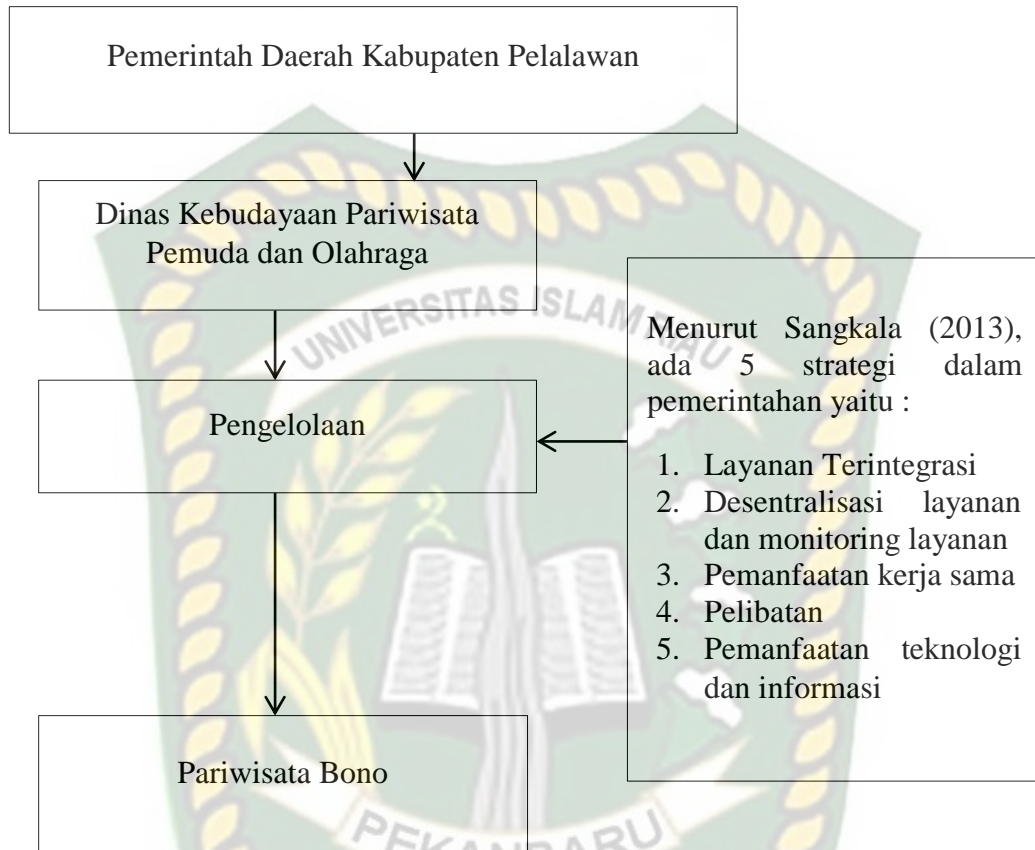 Pemerintah Daerah Kabupaten Pelalawan
Dinas Kebudayaan Pariwisata
Pemuda dan Olahraga
UNIVERSITAS ISLAM RIAU
Pengelolaan
Menurut Sangkala (2013),
ada 5 strategi dalam
pemerintahan yaitu :
1. Layanan Terintegrasi
2. Desentralisasi layanan
dan monitoring layanan
3. Pemanfaatan kerja sama
4. Pelibatan
5. Pemanfaatan teknologi
dan informasi
Pariwisata Bono
PEKANBARU